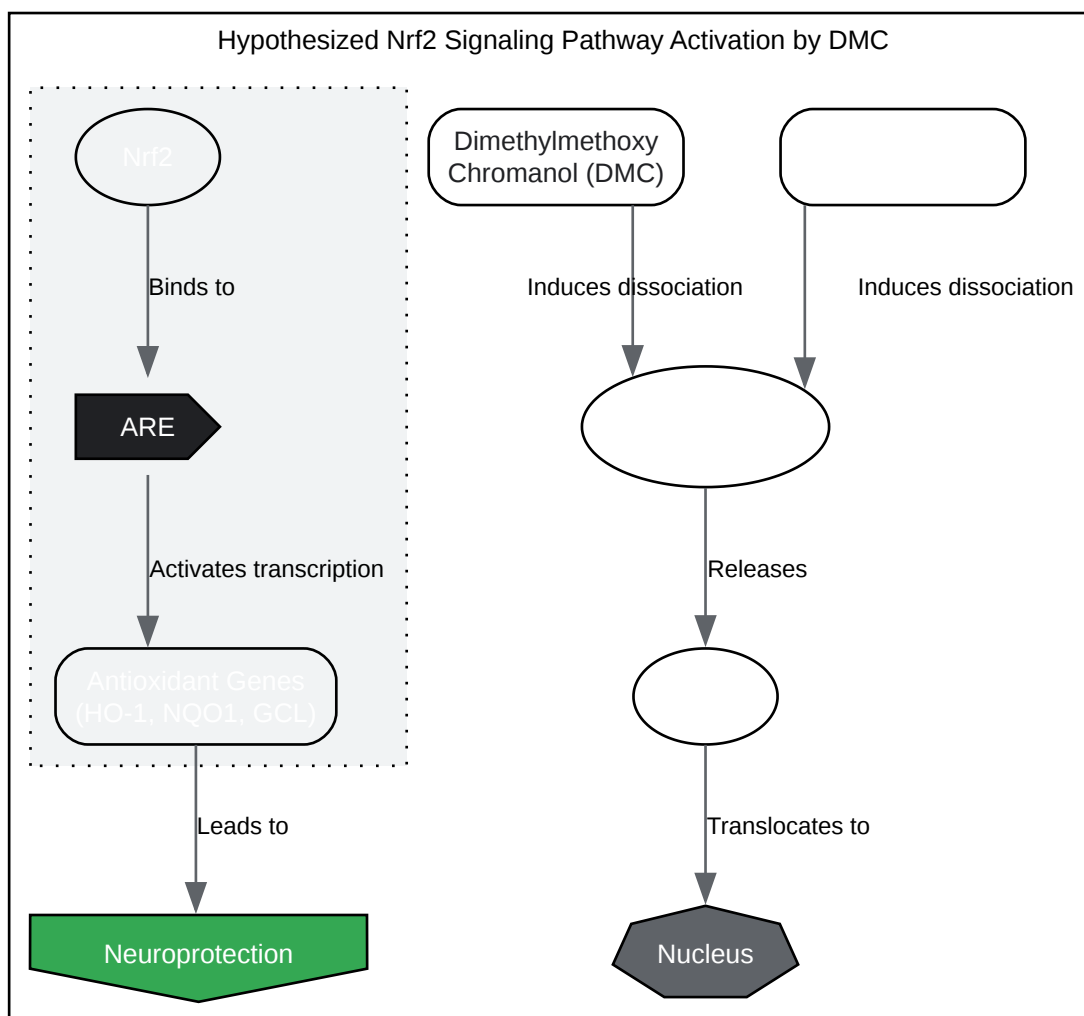 Hypothesized Nrf2 Signaling Pathway Activation by DMC
Nrf2
Dimethylmethoxy
Chromanol (DMC)
Binds to
Induces dissociation
Induces dissociation
ARE
Activates transcription
Releases
Antioxidant Genes
(HO-1, NQO1, GCL)
Leads to
Translocates to
Neuroprotection
Nucleus